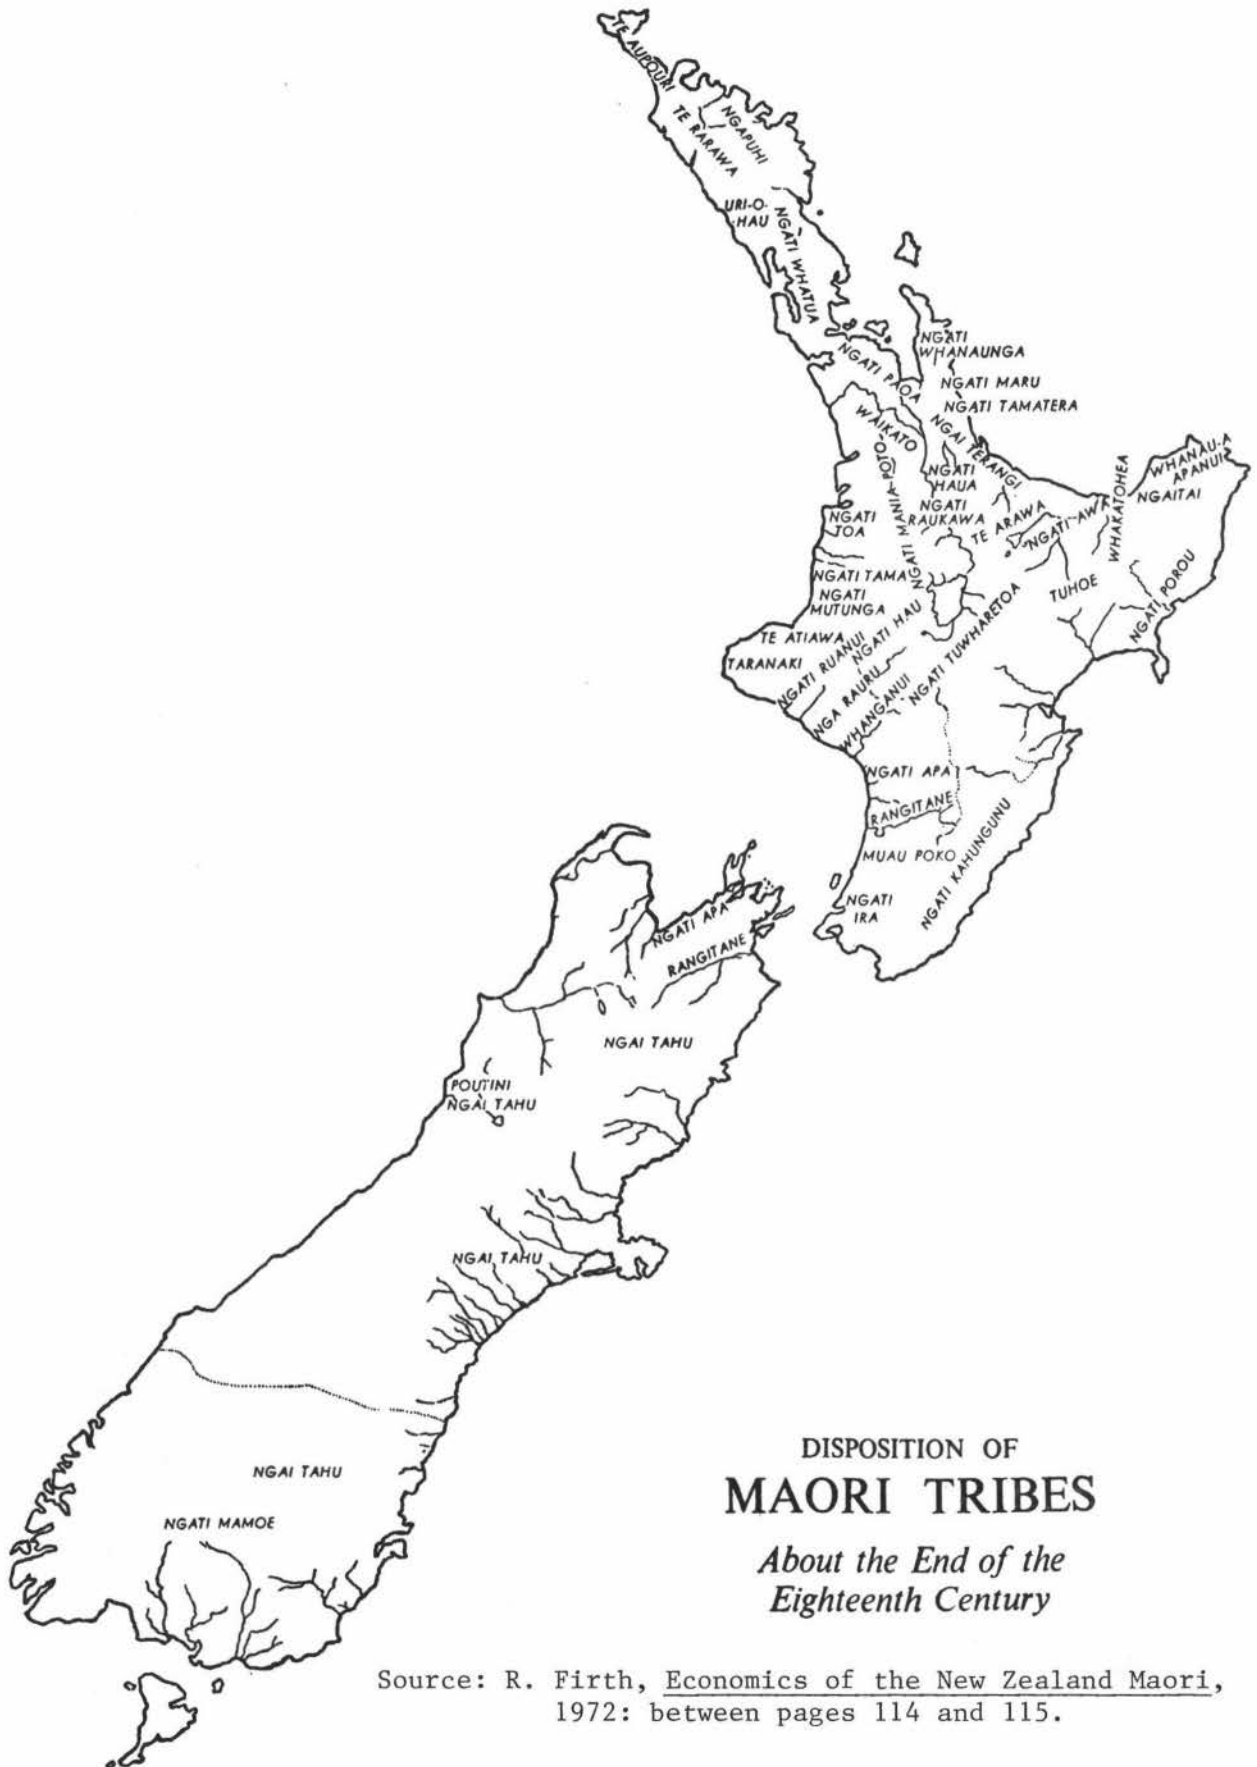 TE AUPOURI
TE RARAWA
NGAPUHI
URI-O-
HAU
NGATI WHATUA
NGATI
WHANAUNGA
NGATI PAOA
NGATI MARU
NGATI TAMATERA
WAIKATO
NGAI TERANGI
NGATI MANIA-POTO
NGATI
HAUA
NGATI
RAUKAWA
TE ARAWA
NGATI AWA
WHAKATOHEA
WHANAU-A
APANUI
NGAITAI
NGATI
TOA
NGATI TAMA
NGATI
MUTUNGA
TUHOE
NGATI POROU
TE ATIAWA
TARANAKI
NGATI RUANUI
NGATI HAU
NGA RAURU
WHANGANUI
NGATI TUWHARETOA
NGATI APA
RANGITANE
MUAU POKO
NGATI KAHUNGUNU
NGATI
IRA
NGATI APA
RANGITANE
NGAI TAHU
POUTINI
NGAI TAHU
NGAI TAHU
NGAI TAHU
NGATI MAMOE
DISPOSITION OF
MAORI TRIBES
About the End of the
Eighteenth Century
Source: R. Firth, Economics of the New Zealand Maori,
1972: between pages 114 and 115.